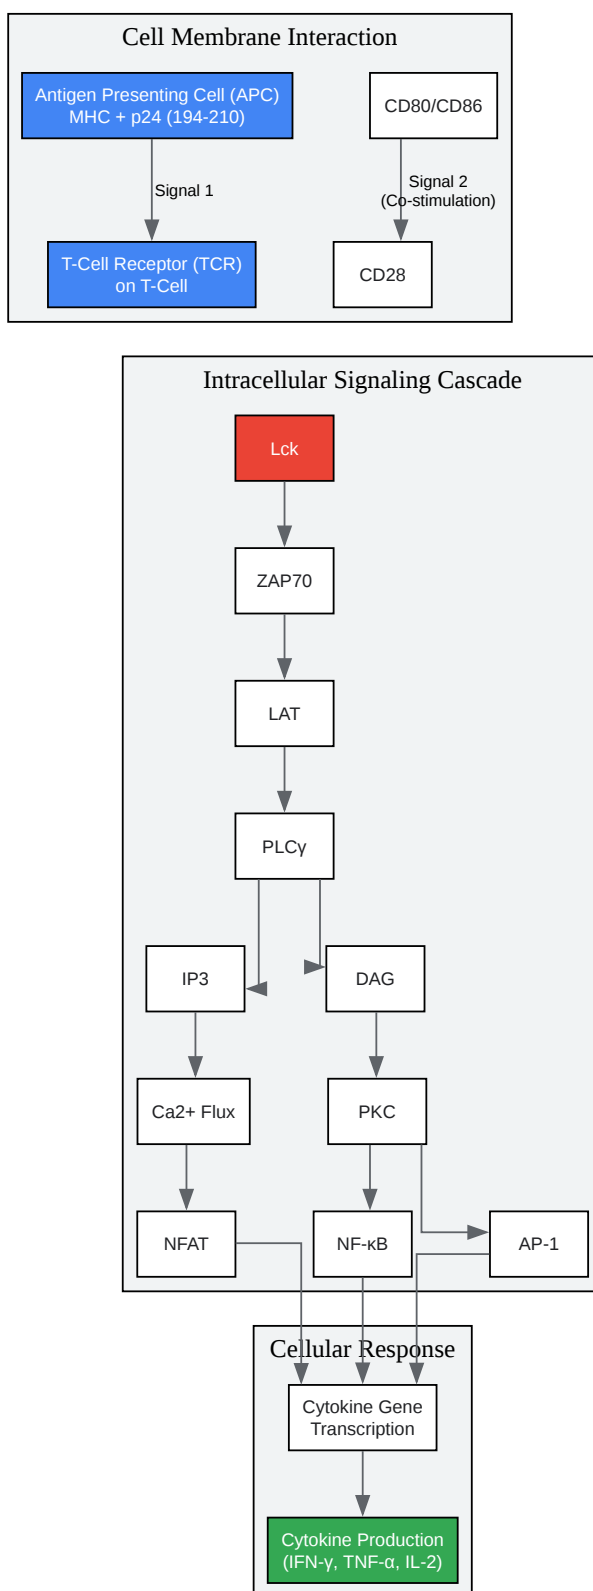 Cell Membrane Interaction
Antigen Presenting Cell (APC)
MHC + p24 (194-210)
CD80/CD86
Signal 1
Signal 2
(Co-stimulation)
T-Cell Receptor (TCR)
on T-Cell
CD28
Intracellular Signaling Cascade
Lck
ZAP70
LAT
PLCγ
IP3
DAG
Ca2+ Flux
PKC
NFAT
NF-κB
AP-1
Cellular Response
Cytokine Gene
Transcription
Cytokine Production
(IFN-γ, TNF-α, IL-2)